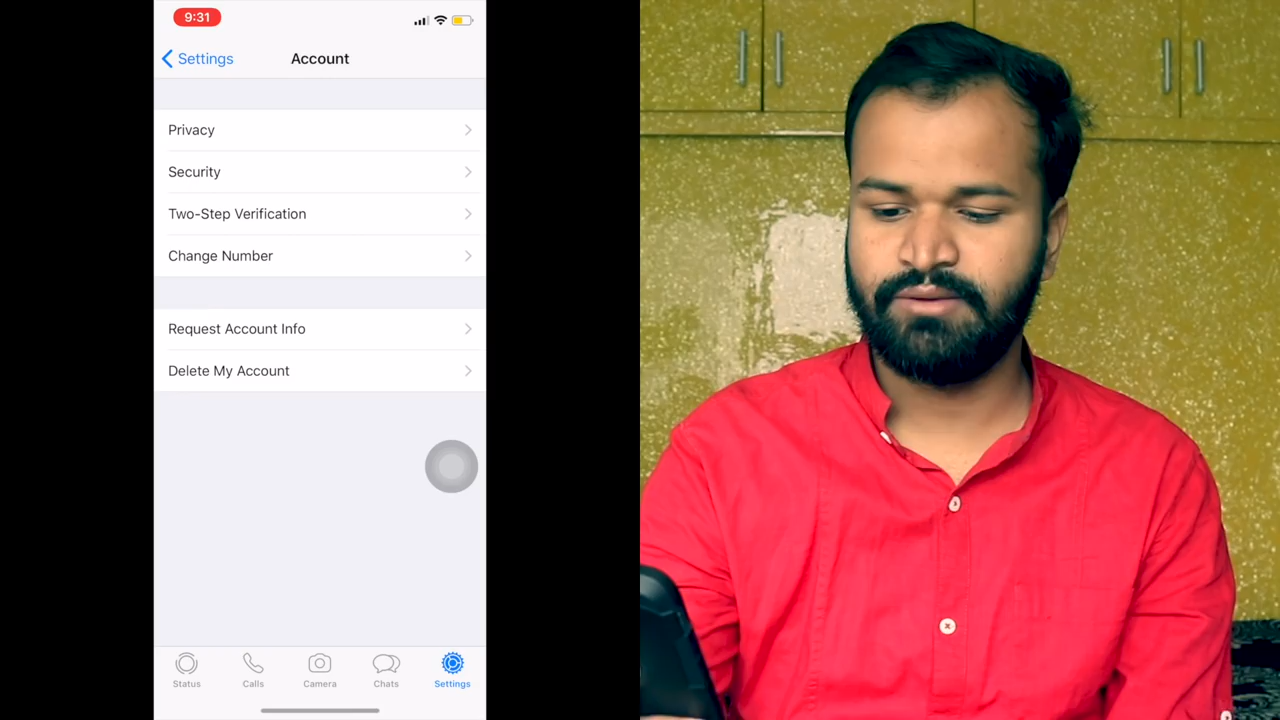 9:31
Settings
Account
Privacy
Security
Two-Step Verification
Change Number
Request Account Info
Delete My Account
Status
Calls
Camera
Chats
Settings